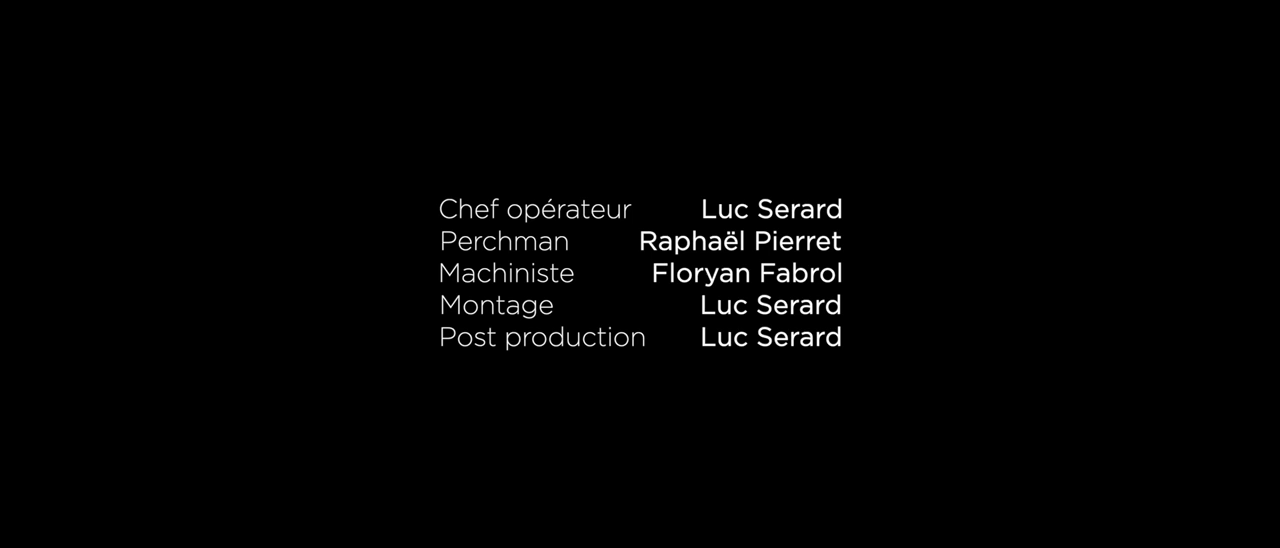 Chef opérateur Luc Serard
Perchman Raphaël Pierret
Machiniste Floryan Fabrol
Montage Luc Serard
Post production Luc Serard